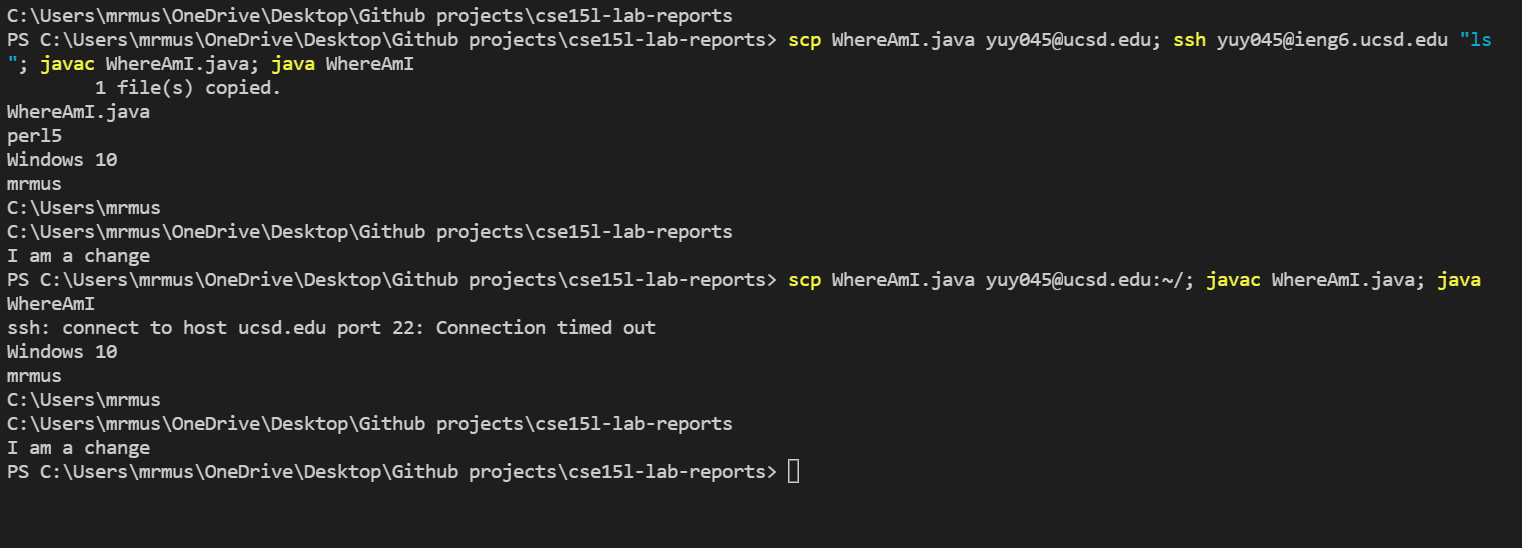 C:\Users\mrmus\OneDrive\Desktop\Github projects\cse15l-lab-reports
PS C:\Users\mrmus\OneDrive\Desktop\Github projects\cse15l-lab-reports> scp WhereAmI.java yuy045@ucsd.edu; ssh yuy045@ieng6.ucsd.edu "ls
"; javac WhereAmI.java; java WhereAmI
        1 file(s) copied.
WhereAmI.java
perl5
Windows 10
mrmus
C:\Users\mrmus
C:\Users\mrmus\OneDrive\Desktop\Github projects\cse15l-lab-reports
I am a change
PS C:\Users\mrmus\OneDrive\Desktop\Github projects\cse15l-lab-reports> scp WhereAmI.java yuy045@ucsd.edu:~/; javac WhereAmI.java; java
WhereAmI
ssh: connect to host ucsd.edu port 22: Connection timed out
Windows 10
mrmus
C:\Users\mrmus
C:\Users\mrmus\OneDrive\Desktop\Github projects\cse15l-lab-reports
I am a change
PS C:\Users\mrmus\OneDrive\Desktop\Github projects\cse15l-lab-reports>